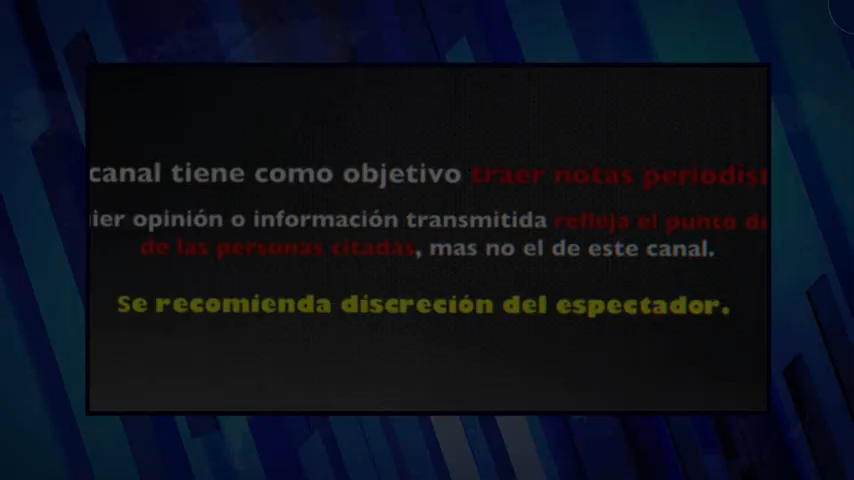 canal tiene como objetivo traer notas periodist
ier opinión o información transmitida refleja el punto de
de las personas citadas, mas no el de este canal.
Se recomienda discreción del espectador.